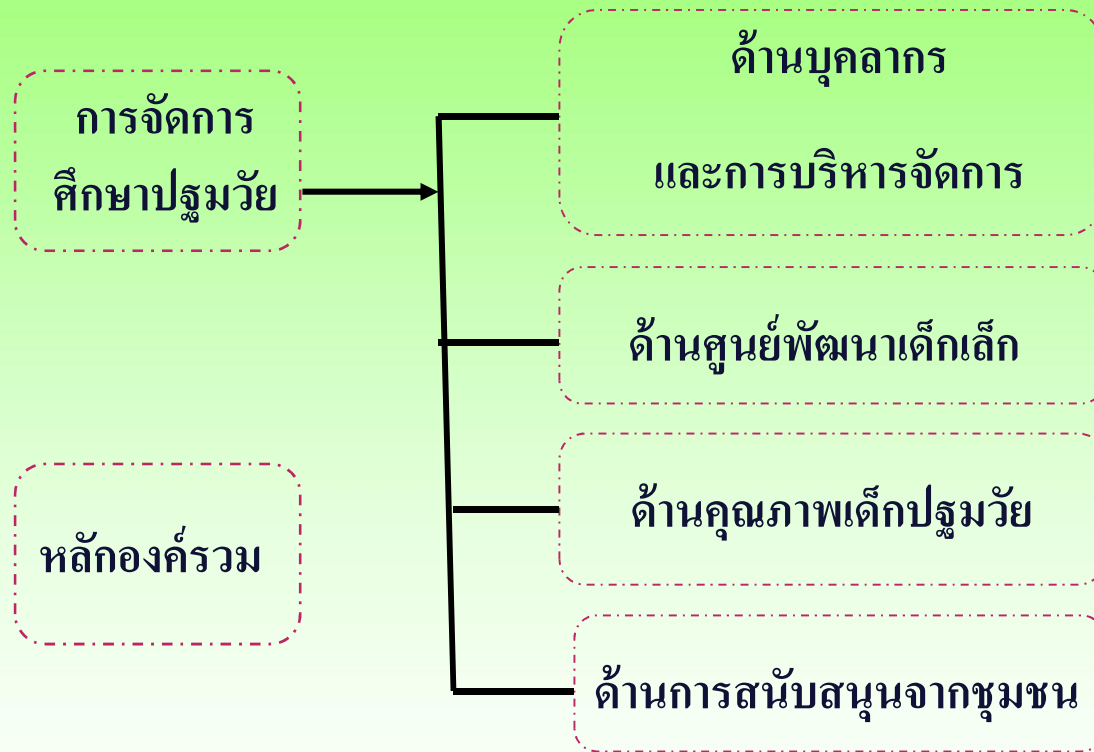 การจัดการ
ศึกษาปฐมวัย
หลักองค์รวม
ด้านบุคลากร
และการบริหารจัดการ
ด้านศูนย์พัฒนาเด็กเล็ก
ด้านคุณภาพเด็กปฐมวัย
ด้านการสนับสนุนจากชุมชน